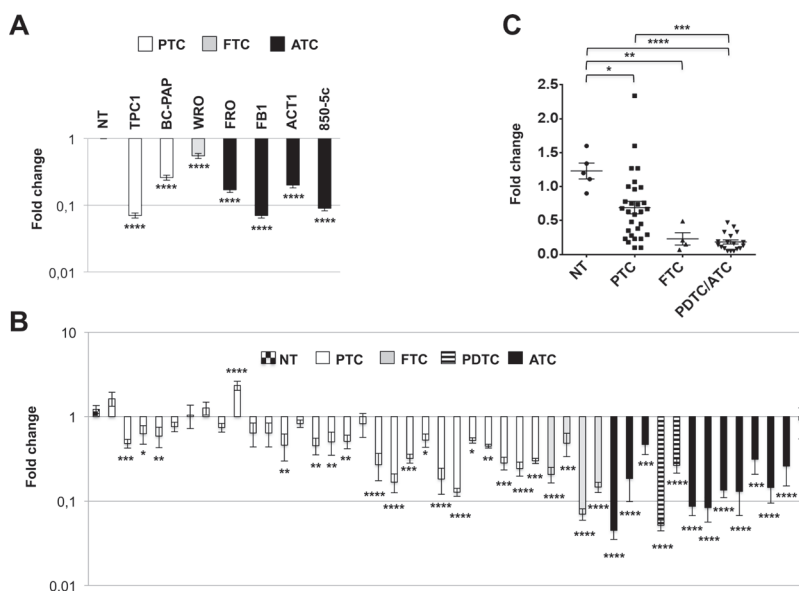 A
PTC FTC ATC
NT TPC1 BC-PAP WRO FRO FB1 ACT1 850-5c
Fold change
1
0,1
0,01
**** **** **** **** **** **** ****
C
***
****
**
*
Fold change
2.5
2.0
1.5
1.0
0.5
0.0
NT PTC FTC PDTC/ATC
B
NT PTC FTC PDTC ATC
Fold change
10
1
0.1
0.01
****
*** * ** ** ** ** ** **** **** *** * **** **** * ** *** **** *** **** **** **** **** **** *** **** **** **** **** **** **** *** **** ****